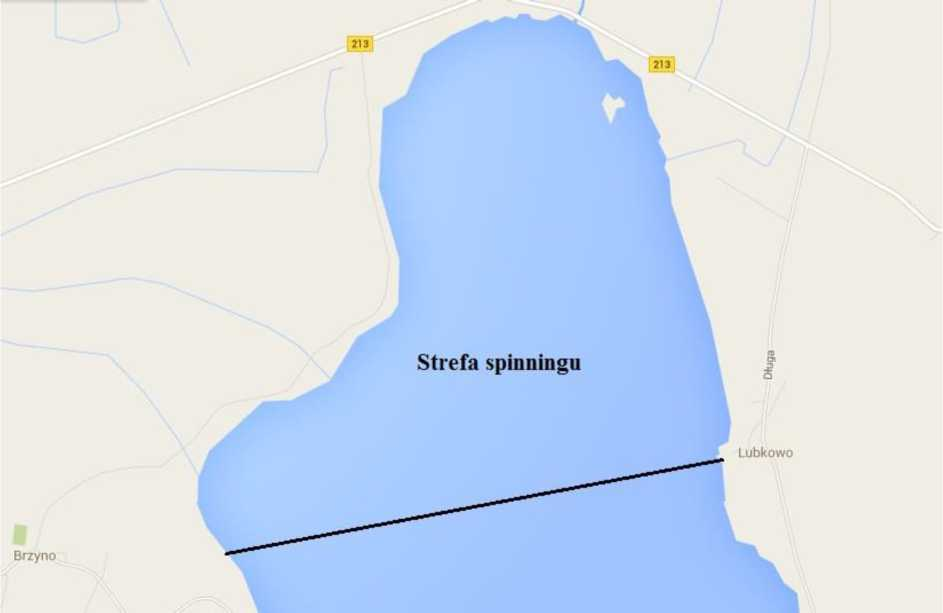 213
213
Strefa spinningu
Długa
Lubkowo
Brzyno